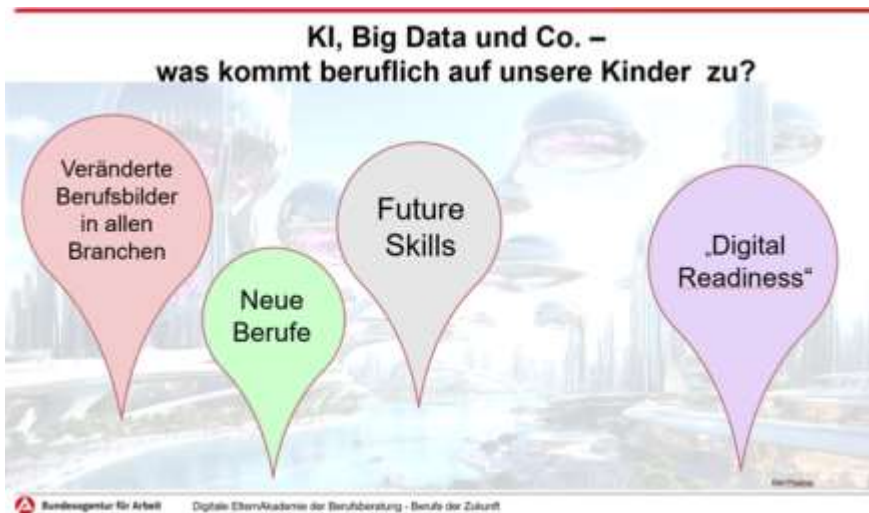 KI, Big Data und Co. –
was kommt beruflich auf unsere Kinder zu?
Veränderte
Berufsbilder
in allen
Branchen
Neue
Berufe
Future
Skills
„Digital
Readiness“
Bundesagentur für Arbeit
Digitale ElternAkademie der Berufsberatung - Berufe der Zukunft